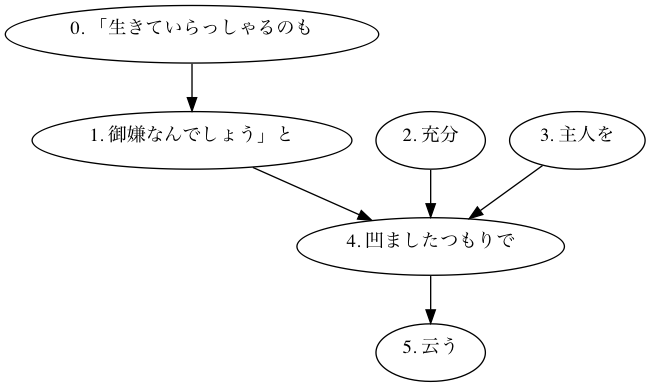 0. 「生きていらっしゃるのも
1. 御嫌なんでしょう」と
2. 充分
3. 主人を
4. 凹ましたつもりで
5. 云う